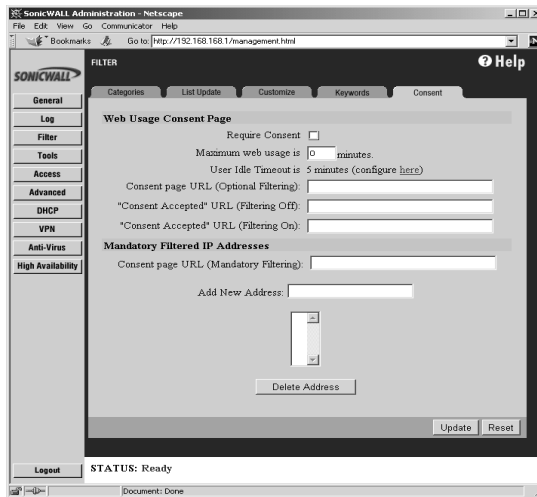 SonicWALL Administration - Netscape
File Edit View Go Communicator Help
Bookmarks Go to: http://192.168.168.1/management.html
SONICWALL
FILTER
Help
Categories List Update Customize Keywords Consent
General
Log
Filter
Tools
Access
Advanced
DHCP
VPN
Anti-Virus
High Availability
Logout
Web Usage Consent Page
Require Consent
Maximum web usage is 0 minutes.
User Idle Timeout is 5 minutes (configure here)
Consent page URL (Optional Filtering):
"Consent Accepted" URL (Filtering Off):
"Consent Accepted" URL (Filtering On):
Mandatory Filtered IP Addresses
Consent page URL (Mandatory Filtering):
Add New Address:
Delete Address
Update Reset
STATUS: Ready
Document: Done